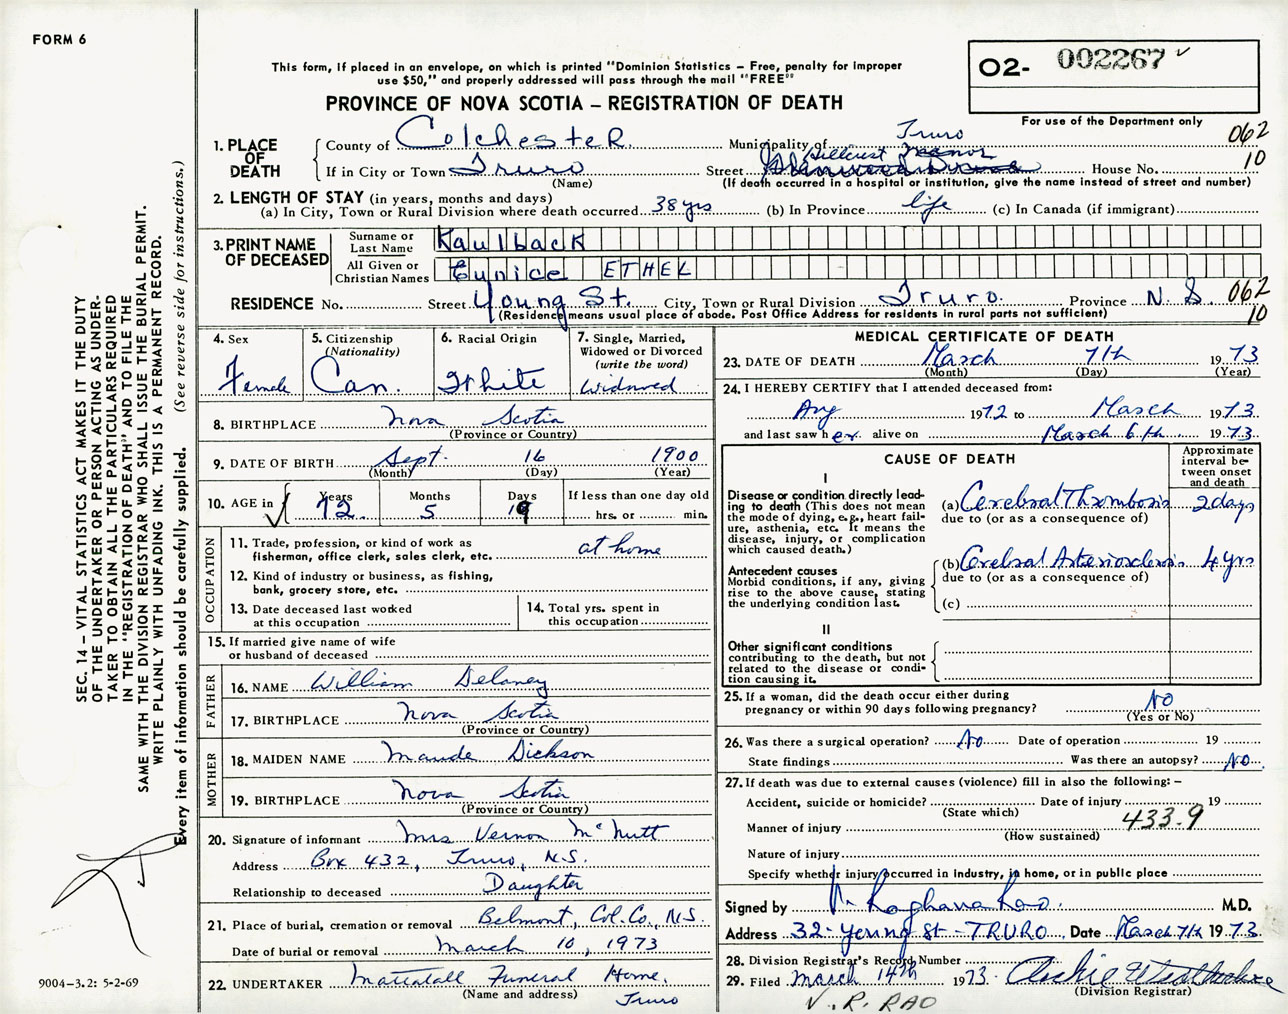 FORM 6
This form, if placed in an envelope, on which is printed "Dominion Statistics – Free, penalty for improper
use $50," and properly addressed will pass through the mail "FREE"
PROVINCE OF NOVA SCOTIA – REGISTRATION OF DEATH
O2- 002267
For use of the Department only
1. PLACE OF DEATH County of Colchester Municipality of Truro 062
If in City or Town Truro Street Hillcrest Manor House No. 10
(Name) (If death occurred in a hospital or institution, give the name instead of street and number)
2. LENGTH OF STAY (in years, months and days)
(a) In City, Town or Rural Division where death occurred 38 yrs (b) In Province life (c) In Canada (if immigrant)
3. PRINT NAME OF DECEASED Surname or Last Name Kaulback
All Given or Christian Names Eunice ETHEL
RESIDENCE No. Street Young St. City, Town or Rural Division Truro. Province N. S. 062
(Residence means usual place of abode. Post Office Address for residents in rural parts not sufficient) 10
4. Sex Female
5. Citizenship (Nationality) Can.
6. Racial Origin White
7. Single, Married, Widowed or Divorced (write the word) Widowed
8. BIRTHPLACE Nova Scotia
(Province or Country)
9. DATE OF BIRTH Sept. 16 1900
(Month) (Day) (Year)
10. AGE in Years 72 Months 5 Days 19 If less than one day old
hrs. or min.
OCCUPATION
11. Trade, profession, or kind of work as
fisherman, office clerk, sales clerk, etc. at home
12. Kind of industry or business, as fishing,
bank, grocery store, etc.
13. Date deceased last worked
at this occupation
14. Total yrs. spent in
this occupation
15. If married give name of wife
or husband of deceased
FATHER
16. NAME William Delaney
17. BIRTHPLACE Nova Scotia
(Province or Country)
MOTHER
18. MAIDEN NAME Maude Dickson
19. BIRTHPLACE Nova Scotia
(Province or Country)
20. Signature of informant Mrs Vernon McNutt
Address Box 432, Truro, N.S.
Relationship to deceased Daughter
21. Place of burial, cremation or removal Belmont, Col. Co., N.S.
Date of burial or removal March 10, 1973
22. UNDERTAKER Mattatall Funeral Home,
(Name and address) Truro
MEDICAL CERTIFICATE OF DEATH
23. DATE OF DEATH March 7th 1973
(Month) (Day) (Year)
24. I HEREBY CERTIFY that I attended deceased from:
Aug 1972 to March 1973
and last saw her alive on March 6th 1973.
CAUSE OF DEATH
Approximate interval between onset and death
I
Disease or condition directly leading to death (This does not mean the mode of dying, e.g., heart failure, asthenia, etc. It means the disease, injury, or complication which caused death.)
(a) Cerebral Thrombosis 2 days
due to (or as a consequence of)
Antecedent causes
Morbid conditions, if any, giving rise to the above cause, stating the underlying condition last.
(b) Cerebral Arteriosclerosis 4 yrs
due to (or as a consequence of)
(c)
II
Other significant conditions
contributing to the death, but not related to the disease or condition causing it.
25. If a woman, did the death occur either during
pregnancy or within 90 days following pregnancy? NO
(Yes or No)
26. Was there a surgical operation? No Date of operation 19
State findings Was there an autopsy? NO
27. If death was due to external causes (violence) fill in also the following: –
Accident, suicide or homicide? Date of injury 19
(State which)
Manner of injury 433.9
(How sustained)
Nature of injury
Specify whether injury occurred in industry, in home, or in public place
Signed by V. Raghava Rao. M.D.
Address 32- Young St - TRURO Date March 7th 1973
28. Division Registrar's Record Number
29. Filed March 14th 1973.
(Division Registrar)
V. R. RAO
SEC. 14 – VITAL STATISTICS ACT MAKES IT THE DUTY
OF THE UNDERTAKER OR PERSON ACTING AS UNDER-
TAKER TO OBTAIN ALL THE PARTICULARS REQUIRED
IN THE "REGISTRATION OF DEATH" AND TO FILE THE
SAME WITH THE DIVISION REGISTRAR WHO SHALL ISSUE THE BURIAL PERMIT.
WRITE PLAINLY WITH UNFADING INK. THIS IS A PERMANENT RECORD.
Every item of information should be carefully supplied. (See reverse side for instructions.)
9004-3.2: 5-2-69